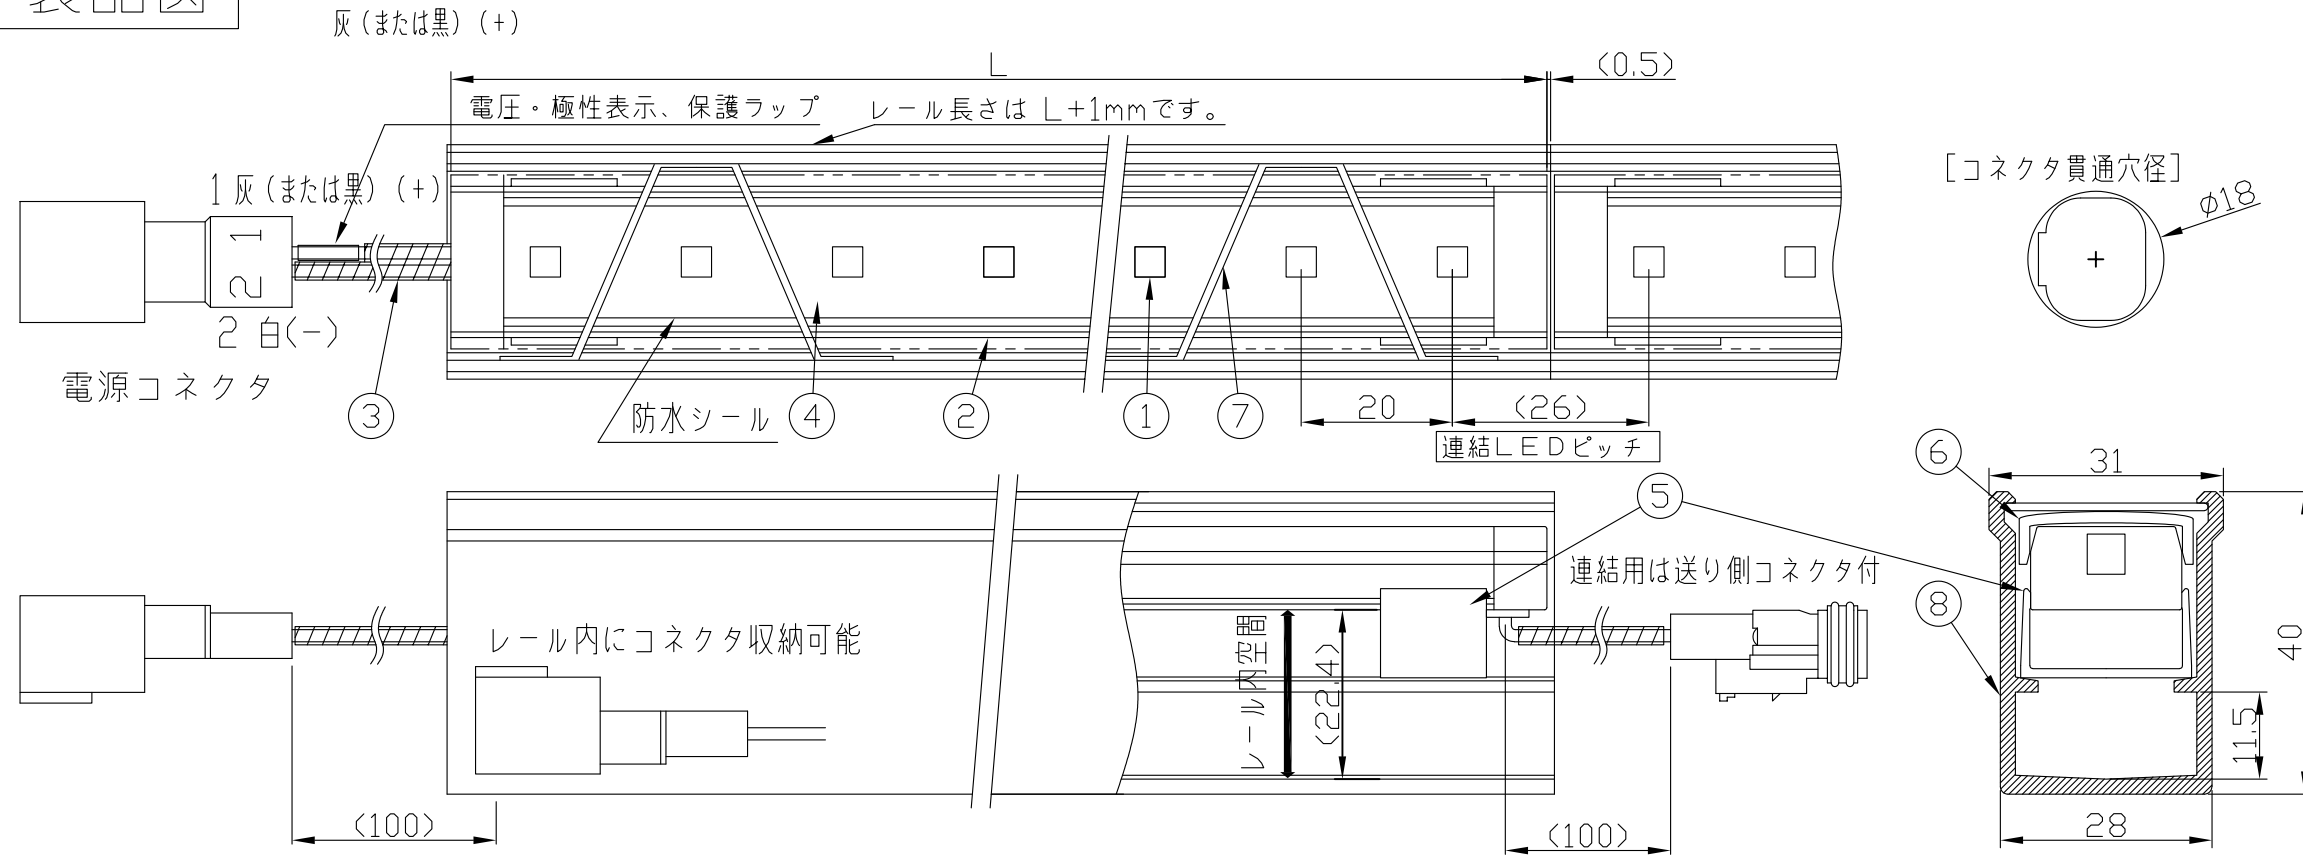 製品図
灰(または黒)(+)
L
(0.5)
電圧・極性表示、保護ラップ
レール長さは L+1mmです。
[コネクタ貫通穴径]
φ18
1 灰(または黒)(+)
1
2
2 白(-)
電源コネクタ
③
防水シール
④
②
①
⑦
20
(26)
連結LEDピッチ
⑥
31
⑤
連結用は送り側コネクタ付
⑧
レール内にコネクタ収納可能
レール内空間
(22.4)
40
11.5
(100)
(100)
28